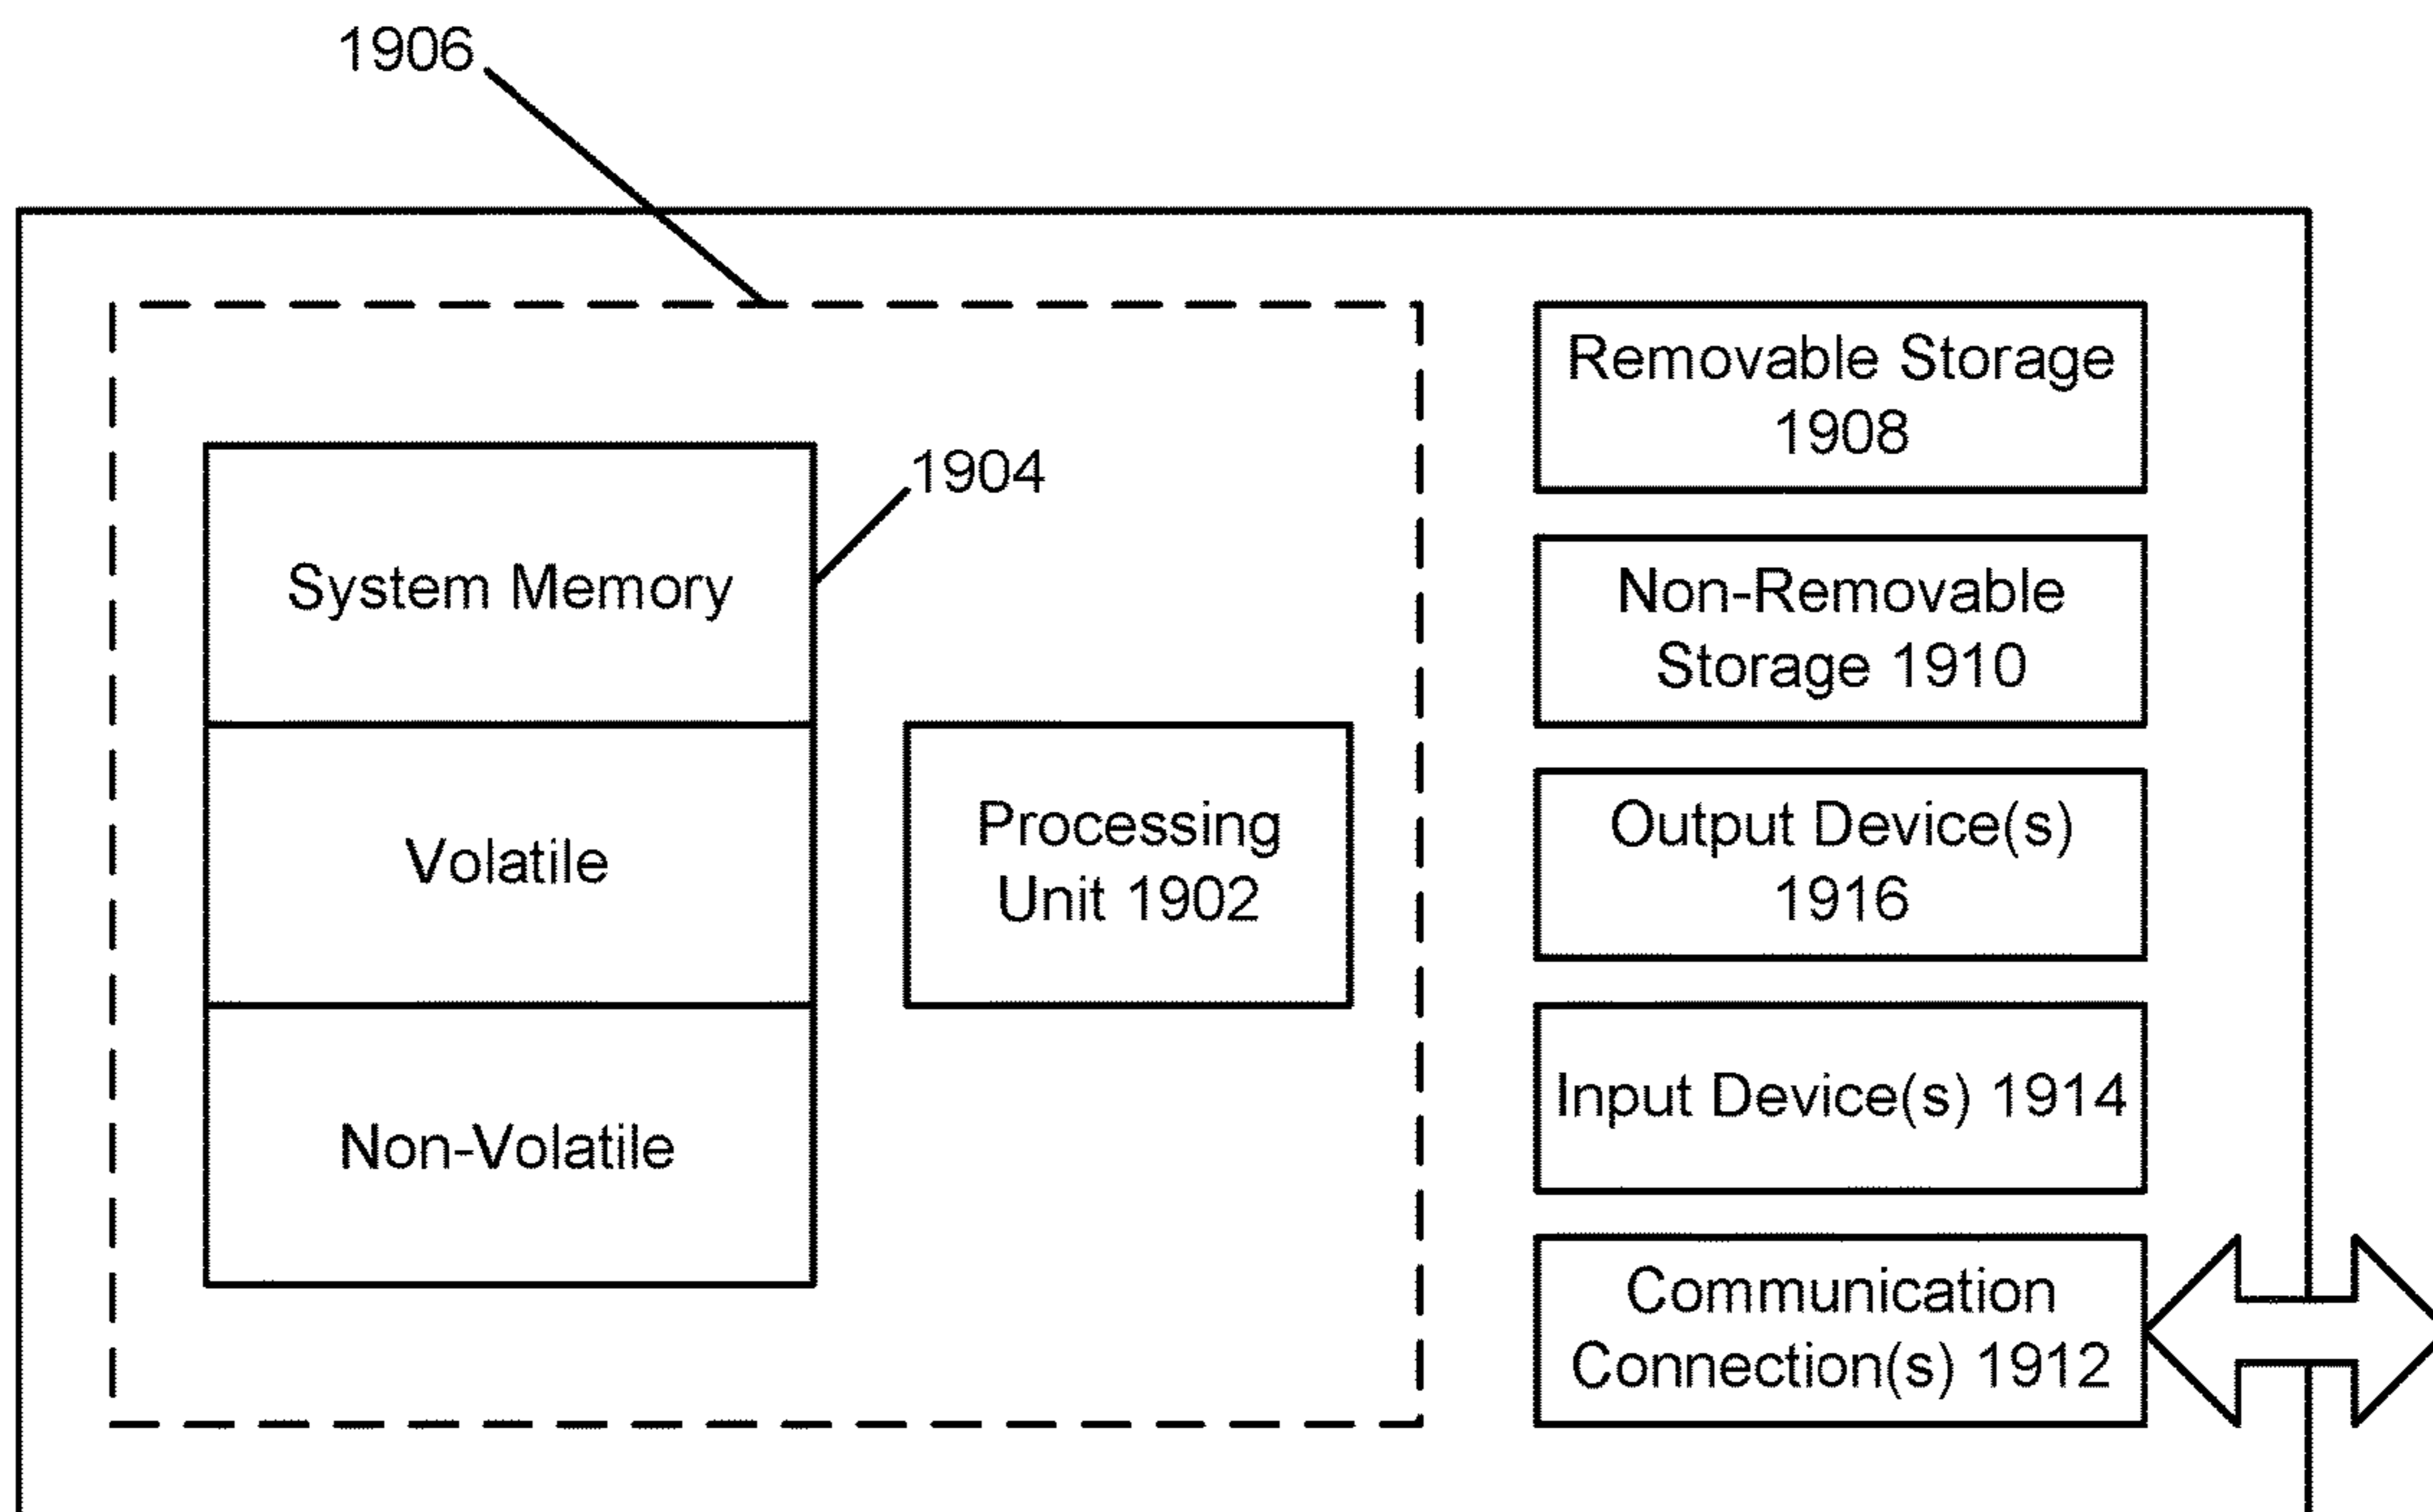 1906
1904
System Memory
Volatile
Non-Volatile
Processing
Unit 1902
Removable Storage
1908
Non-Removable
Storage 1910
Output Device(s)
1916
Input Device(s) 1914
Communication
Connection(s) 1912